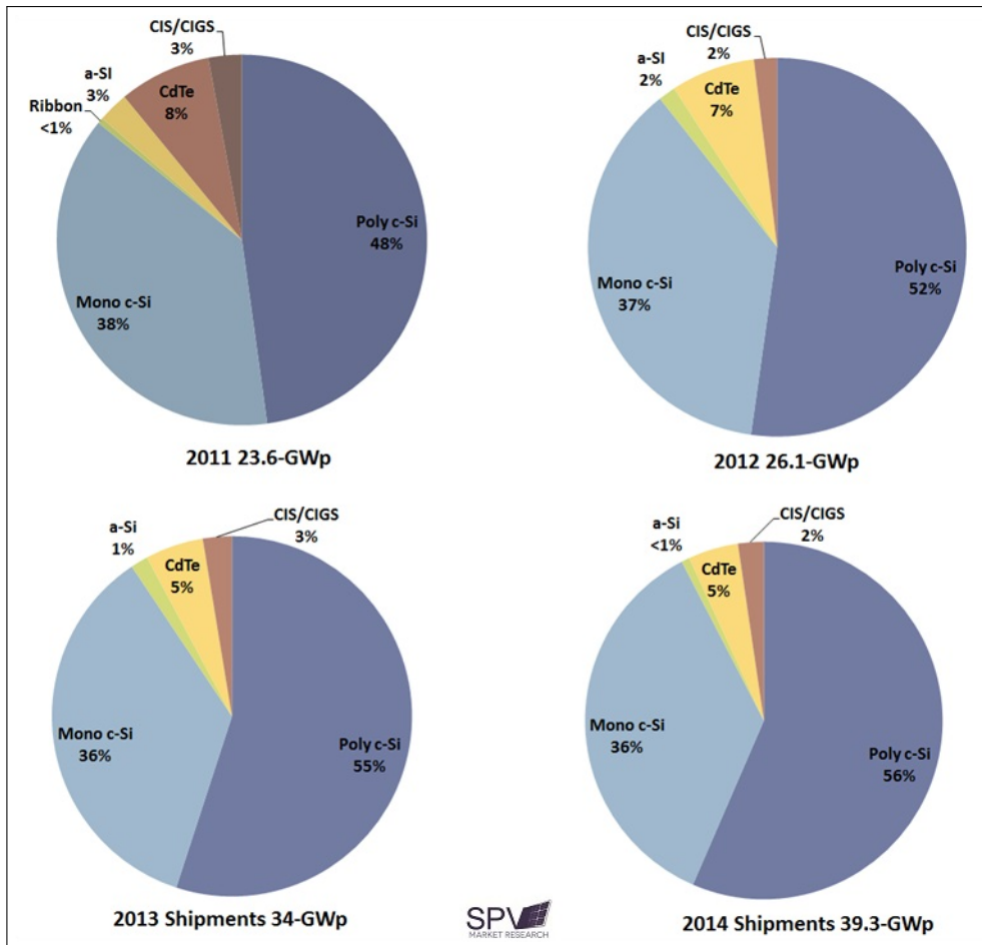 CIS/CIGS
3%
a-SI
3%
Ribbon
<1%
CdTe
8%
Poly c-Si
48%
Mono c-Si
38%
2011 23.6-GWp
CIS/CIGS
2%
a-SI
2%
CdTe
7%
Poly c-Si
52%
Mono c-Si
37%
2012 26.1-GWp
CIS/CIGS
3%
a-Si
1%
CdTe
5%
Mono c-Si
36%
Poly c-Si
55%
2013 Shipments 34-GWp
CIS/CIGS
2%
a-Si
<1%
CdTe
5%
Mono c-Si
36%
Poly c-Si
56%
2014 Shipments 39.3-GWp
SPV
MARKET RESEARCH